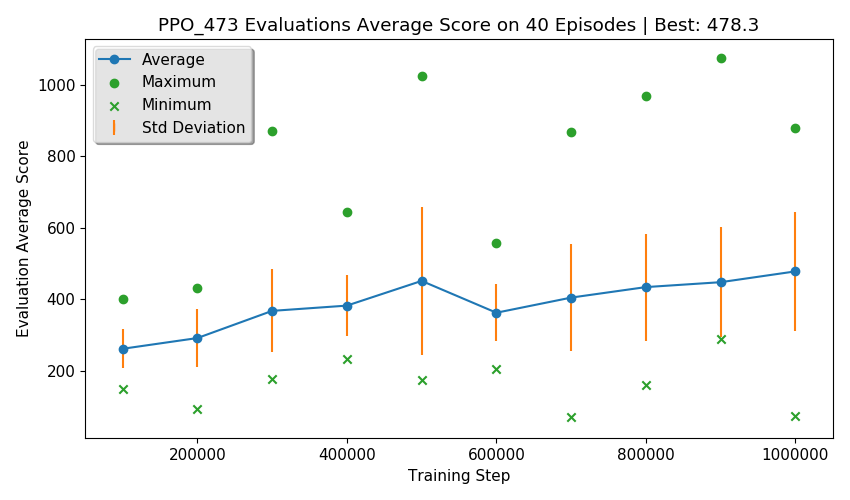 PPO_473 Evaluations Average Score on 40 Episodes | Best: 478.3
Average
Maximum
Minimum
Std Deviation
Evaluation Average Score
1000
800
600
400
200
200000
400000
600000
800000
1000000
Training Step